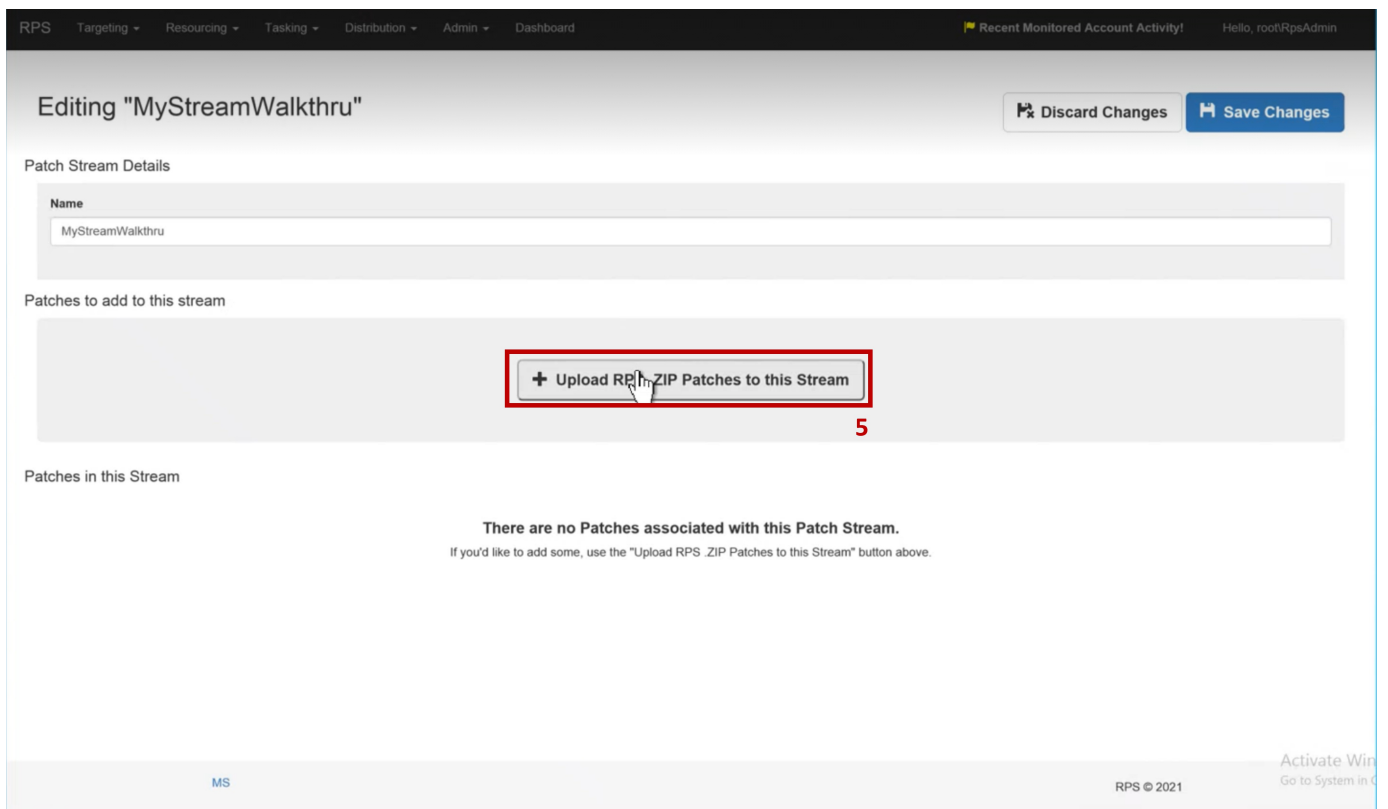 RPS Targeting Resourcing Tasking Distribution Admin Dashboard Recent Monitored Account Activity! Hello, root\RpsAdmin
Editing "MyStreamWalkthru" Discard Changes Save Changes
Patch Stream Details
Name
MyStreamWalkthru
Patches to add to this stream
+ Upload ZIP Patches to this Stream
5
Patches in this Stream
There are no Patches associated with this Patch Stream.
If you'd like to add some, use the "Upload RPS .ZIP Patches to this Stream" button above.
Activate Win
MS RPS © 2021 Go to System in